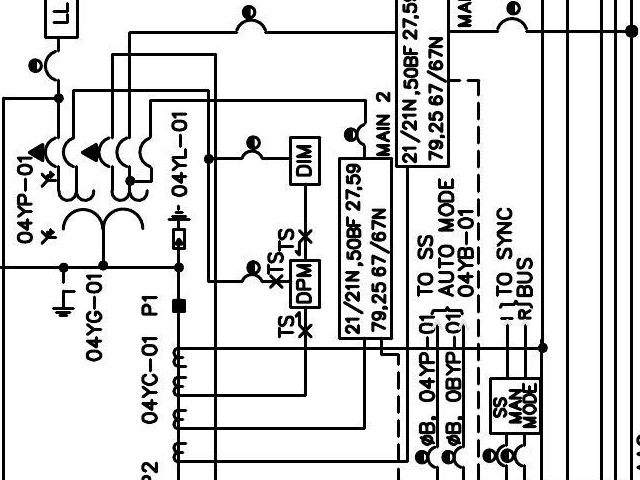 LL
MAIN
21/21N,50BF 27,59
79,25 67/67N
MAIN 2
21/21N,50BF 27,59
79,25 67/67N
04YP-01
Y
Y
04YL-01
DIM
TS
TS
DPM
TS
04YG-01
P1
04YC-01
P2
TO SS
AUTO MODE
04YB-01
ØB, 04YP-01
ØB, 0BYP-01
TO SYNC
BUS
I
R
SS
MAN
MODE